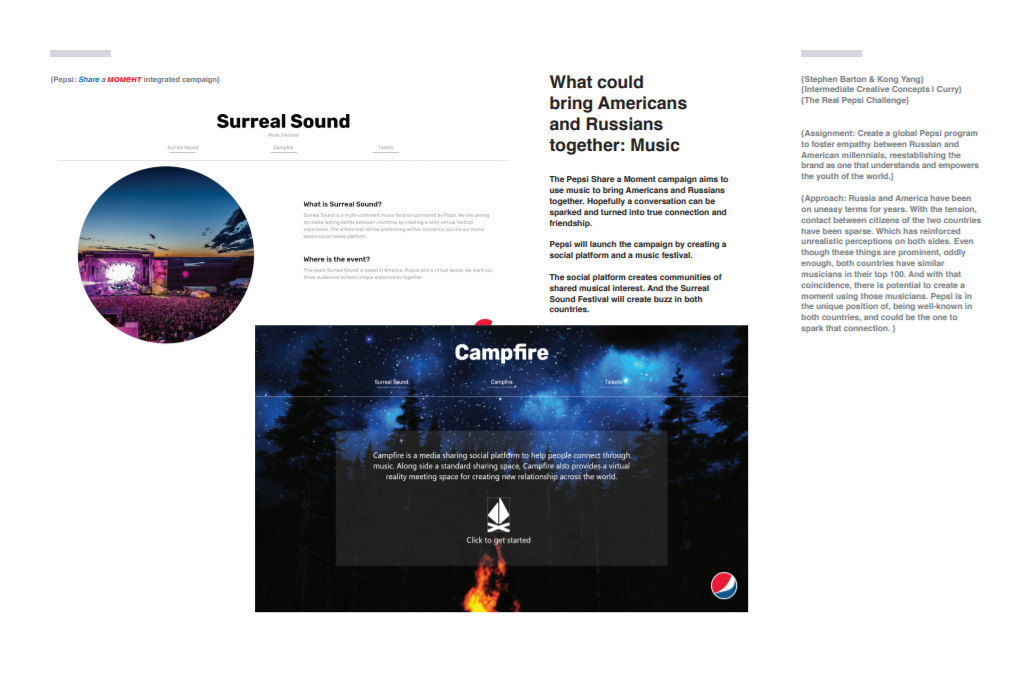 {Pepsi: Share a MOMENT integrated campaign}
Surreal Sound
Music Festival
Surreal Sound
Campfire
Tickets
What is Surreal Sound?
Surreal Sound is a multi-continent music festival sponsored by Pepsi. We are aiming
to create lasting bonds between countries by creating a semi-virtual festival
experience. The artists that will be preforming will be chosen by you via our music
based social media platform.
Where is the event?
This years Surreal Sound is based in America, Russia and a virtual-venue. We want our
three audiences to have unique experiences together.
What could
bring Americans
and Russians
together: Music
The Pepsi Share a Moment campaign aims to
use music to bring Americans and Russians
together. Hopefully a conversation can be
sparked and turned into true connection and
friendship.
Pepsi will launch the campaign by creating a
social platform and a music festival.
The social platform creates communities of
shared musical interest. And the Surreal
Sound Festival will create buzz in both
countries.
Campfire
Surreal Sound
Campfire
Tickets
Campfire is a media sharing social platform to help people connect through
music. Along side a standard sharing space, Campfire also provides a virtual
reality meeting space for creating new relationship across the world.
Click to get started
{Stephen Barton & Kong Yang}
{Intermediate Creative Concepts | Curry}
{The Real Pepsi Challenge}
{Assignment: Create a global Pepsi program
to foster empathy between Russian and
American millennials, reestablishing the
brand as one that understands and empowers
the youth of the world.}
{Approach: Russia and America have been
on uneasy terms for years. With the tension,
contact between citizens of the two countries
have been sparse. Which has reinforced
unrealistic perceptions on both sides. Even
though these things are prominent, oddly
enough, both countries have similar
musicians in their top 100. And with that
coincidence, there is potential to create a
moment using those musicians. Pepsi is in
the unique position of, being well-known in
both countries, and could be the one to
spark that connection. }